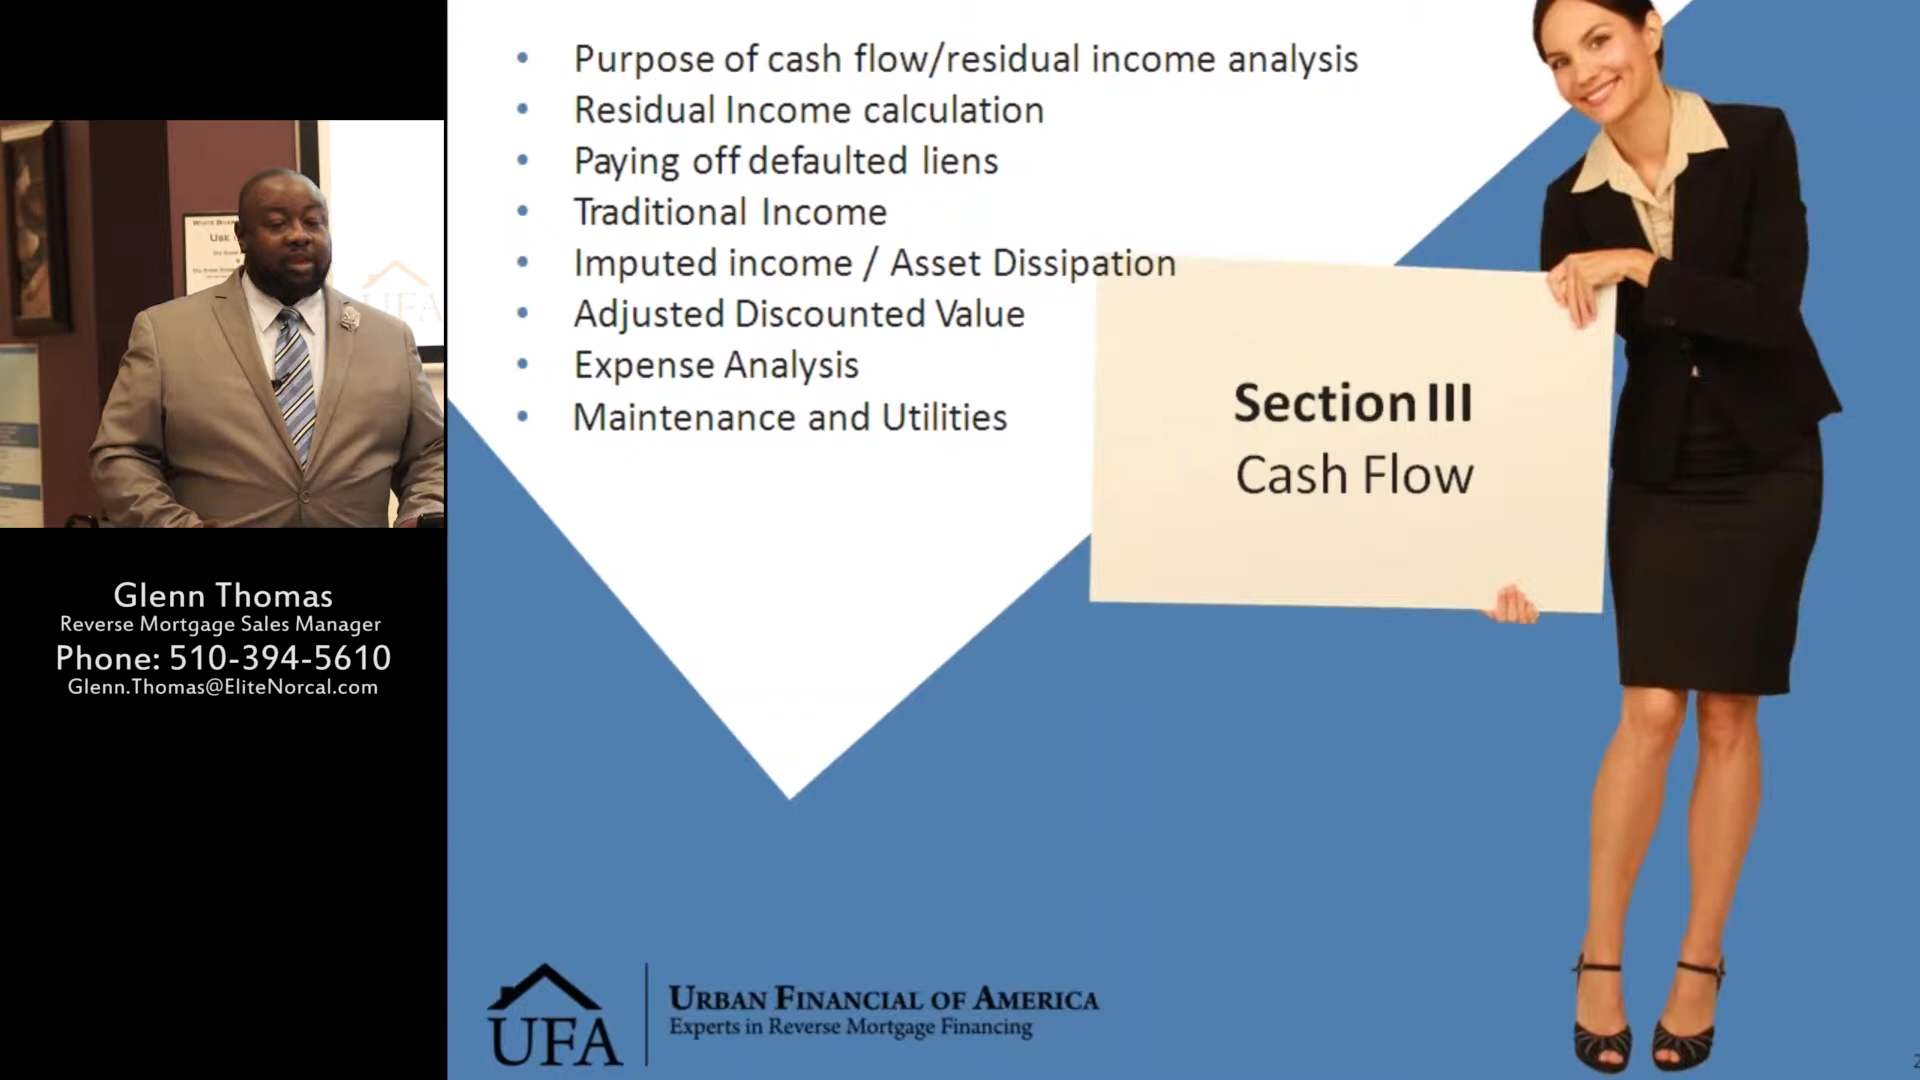 • Purpose of cash flow/residual income analysis
• Residual Income calculation
• Paying off defaulted liens
• Traditional Income
• Imputed income / Asset Dissipation
• Adjusted Discounted Value
• Expense Analysis
• Maintenance and Utilities
Section III
Cash Flow
UFA
Glenn Thomas
Reverse Mortgage Sales Manager
Phone: 510-394-5610
Glenn.Thomas@EliteNorcal.com
UFA
URBAN FINANCIAL OF AMERICA
Experts in Reverse Mortgage Financing